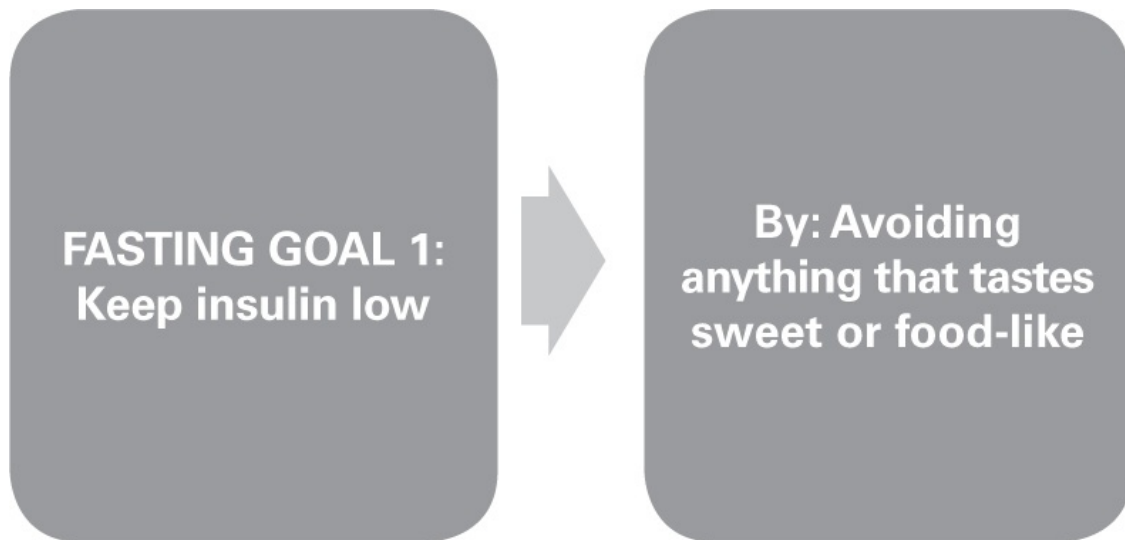 FASTING GOAL 1:
Keep insulin low
By: Avoiding
anything that tastes
sweet or food-like